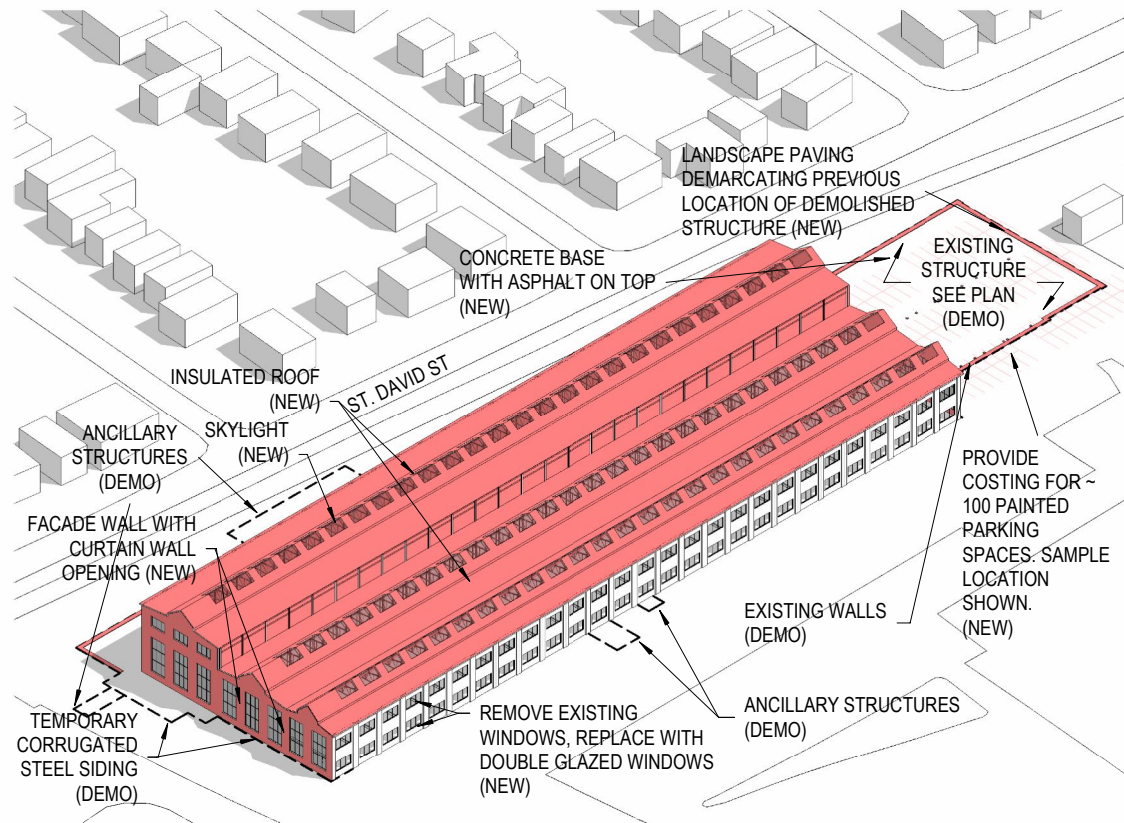 LANDSCAPE PAVING
DEMARCATING PREVIOUS
LOCATION OF DEMOLISHED
STRUCTURE (NEW)
CONCRETE BASE
WITH ASPHALT ON TOP
(NEW)
EXISTING
STRUCTURE
SEE PLAN
(DEMO)
INSULATED ROOF
(NEW)
ST. DAVID ST
SKYLIGHT
(NEW)
ANCILLARY
STRUCTURES
(DEMO)
FACADE WALL WITH
CURTAIN WALL
OPENING (NEW)
PROVIDE
COSTING FOR ~
100 PAINTED
PARKING
SPACES. SAMPLE
LOCATION
SHOWN.
(NEW)
EXISTING WALLS
(DEMO)
TEMPORARY
CORRUGATED
STEEL SIDING
(DEMO)
REMOVE EXISTING
WINDOWS, REPLACE WITH
DOUBLE GLAZED WINDOWS
(NEW)
ANCILLARY STRUCTURES
(DEMO)